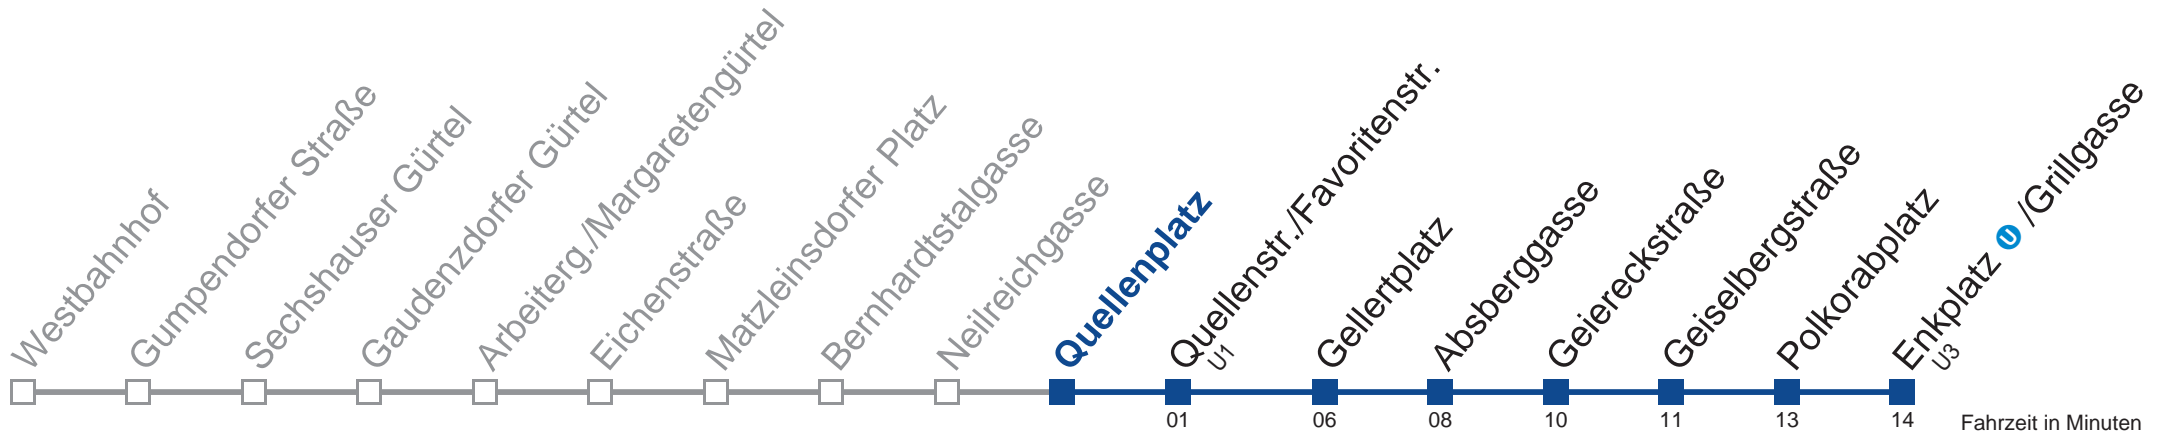 Westbahnhof
Gumpendorfer Straße
Sechshauser Gürtel
Gaudenzdorfer Gürtel
Arbeiterg./Margaretengürtel
Eichenstraße
Matzleinsdorfer Platz
Bernhardtstalgasse
Neilreichgasse
Quellenplatz
Quellenstr./Favoritenstr.
U1
Gellertplatz
Absberggasse
Geiereckstraße
Geiselbergstraße
Polkorabplatz
Enkplatz U /Grillgasse
U3
01 06 08 10 11 13 14 Fahrzeit in Minuten